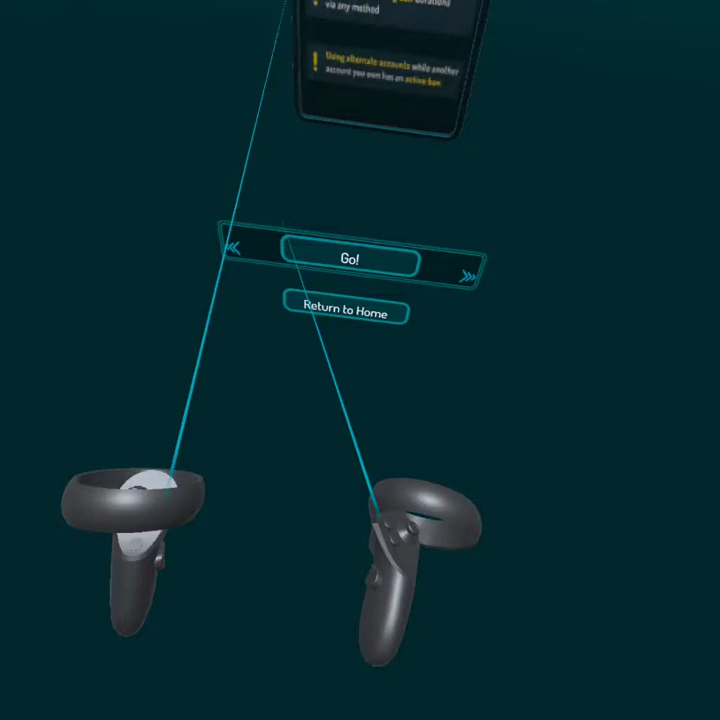 durations
via any method
Using alternate accounts while another
account you own has an active ban
Go!
Return to Home